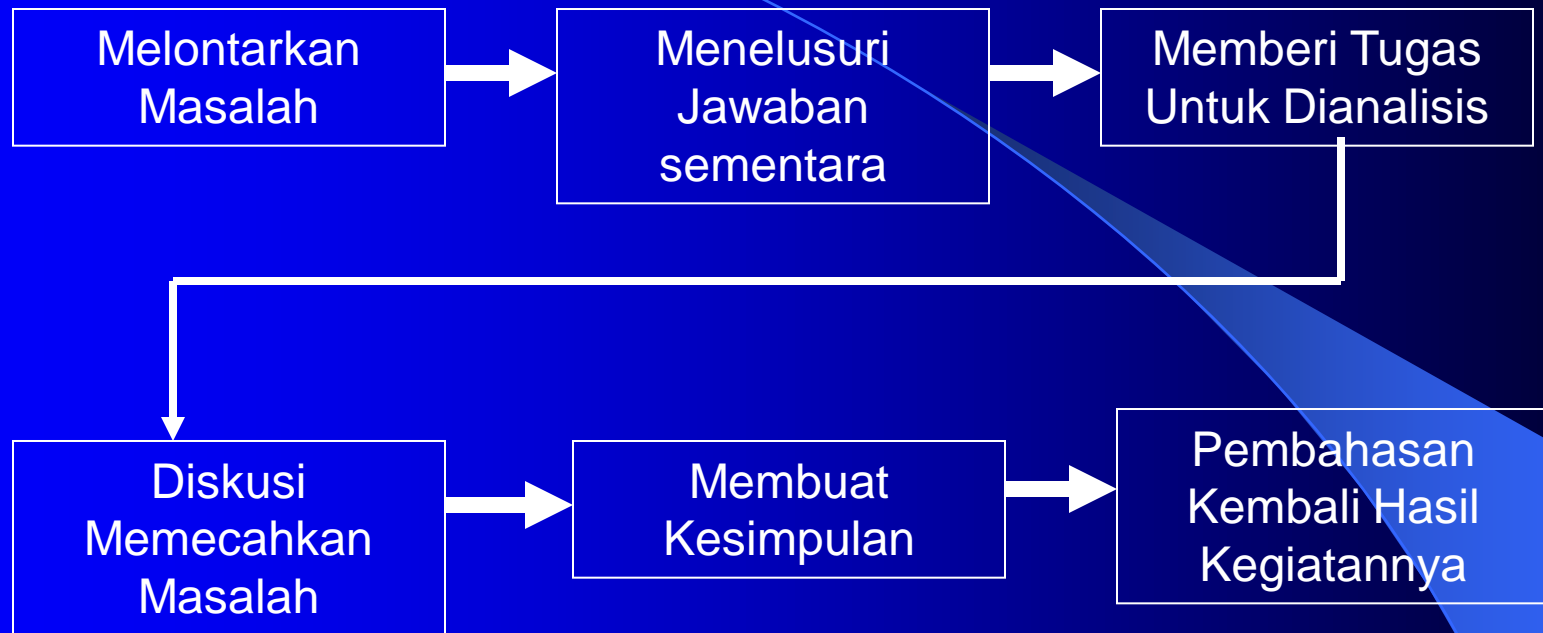 Melontarkan
Masalah
Menelusuri
Jawaban
sementara
Memberi Tugas
Untuk Dianalisis
Diskusi
Memecahkan
Masalah
Membuat
Kesimpulan
Pembahasan
Kembali Hasil
Kegiatannya